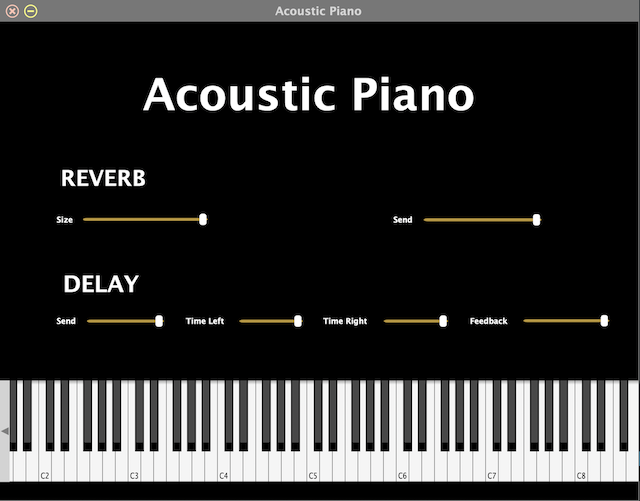 Acoustic Piano
Acoustic Piano
REVERB
Size Send
DELAY
Send Time Left Time Right Feedback
C2 C3 C4 C5 C6 C7 C8